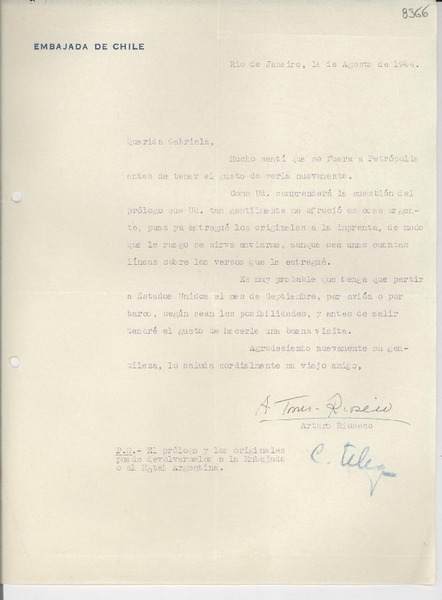 8366
EMBAJADA DE CHILE
Rio de Janeiro, 14 de Agosto de 1944.
Querida Gabriela,
Mucho sentí que se fuera a Petrópolis
antes de tener el gusto de verla nuevamente.
Como Ud. comprenderá la cuestión del
prólogo que Ud. tan gentilmente me ofreció es cosa urgen-
te, pues ya entregué los originales a la imprenta, de modo
que le ruego se sirva enviarme, aunque sea unas cuantas
líneas sobre los versos que le entregué.
Es muy probable que tenga que partir
a Estados Unidos el mes de Septiembre, por avión o por
barco, según sean las posibilidades, y antes de salir
tendré el gusto de hacerle una buena visita.
Agradeciendo nuevamente su gen-
tileza, lo saluda cordialmente su viejo amigo,
A Torres-Rioseco
Arturo Rioseco
P.S.- El prólogo y los originales
puede devolvermelos a la Embajada
o al Hotel Argentina.